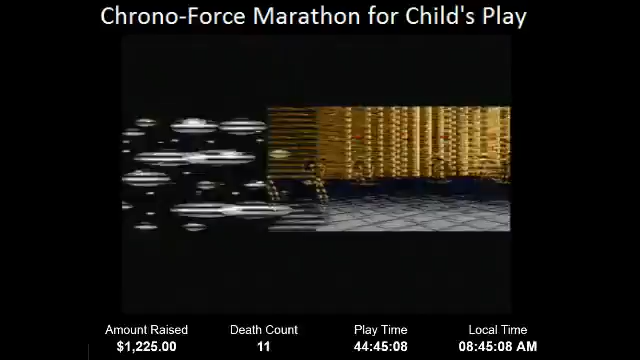 Chrono-Force Marathon for Child's Play
Amount Raised Death Count Play Time Local Time
$1,225.00 11 44:45:08 08:45:08 AM